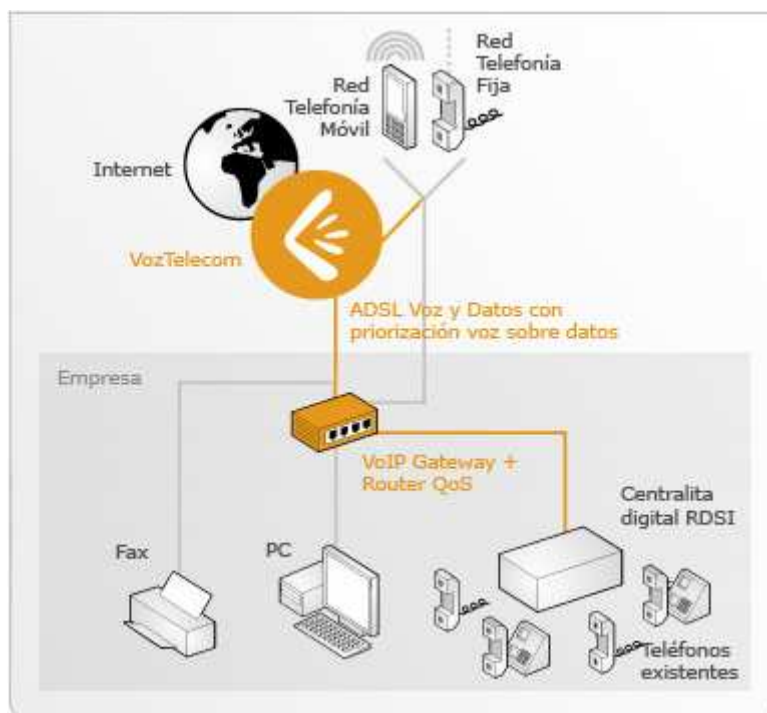 Red
Telefonía
Fija
Red
Telefonía
Móvil
Internet
VozTelecom
ADSL Voz y Datos con
priorización voz sobre datos
Empresa
VoIP Gateway +
Router QoS
Centralita
digital RDSI
Fax
PC
Teléfonos
existentes